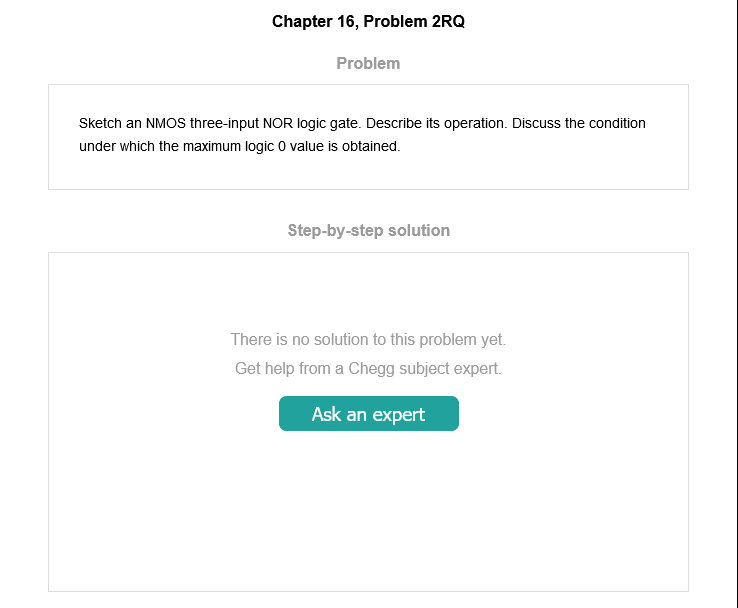 Chapter 16, Problem 2RQ
Problem
Sketch an NMOS three-input NOR logic gate. Describe its operation. Discuss the condition
under which the maximum logic 0 value is obtained.
Step-by-step solution
There is no solution to this problem yet.
Get help from a Chegg subject expert.
Ask an expert